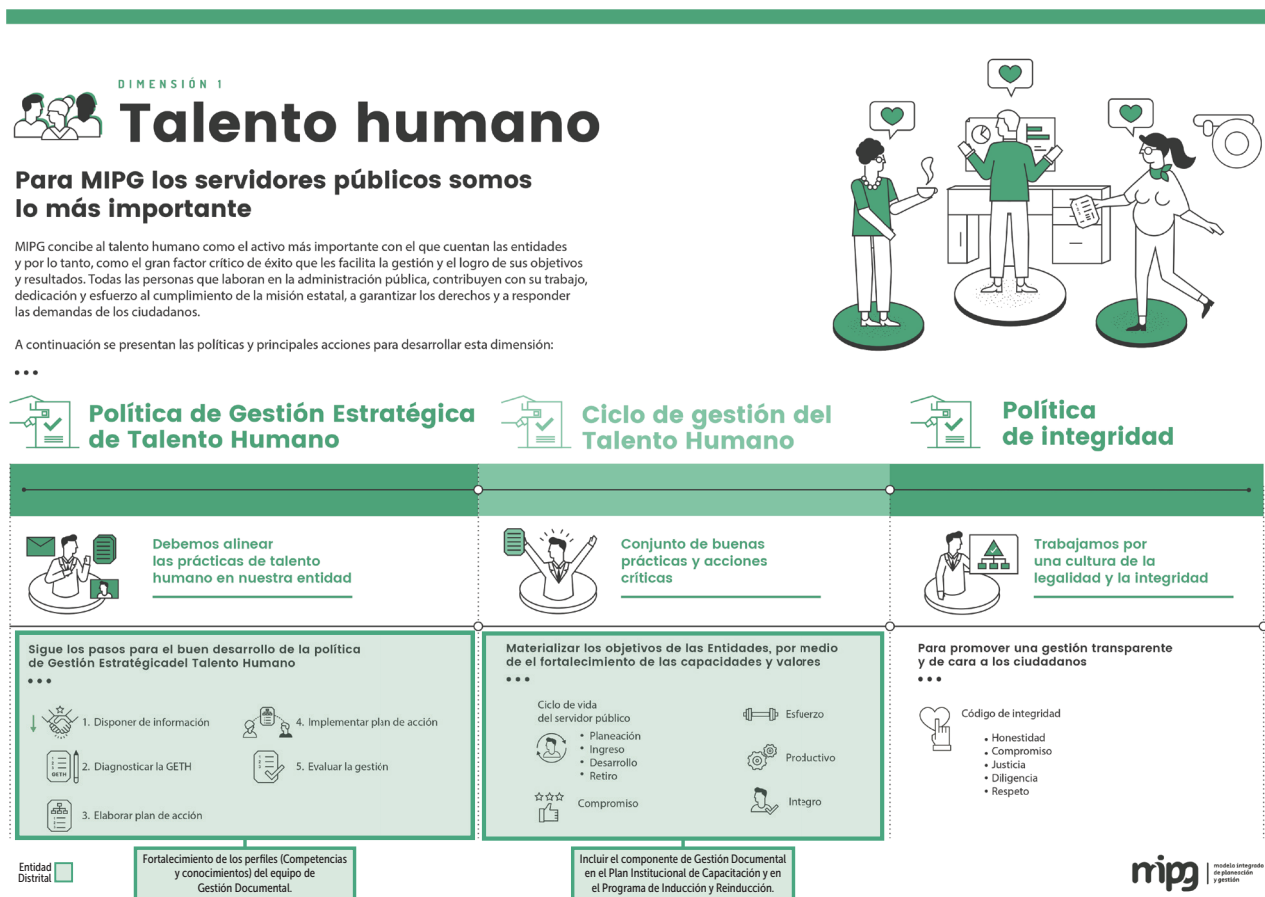 DIMENSIÓN 1
Talento humano
Para MIPG los servidores públicos somos
lo más importante
MIPG concibe al talento humano como el activo más importante con el que cuentan las entidades
y por lo tanto, como el gran factor crítico de éxito que les facilita la gestión y el logro de sus objetivos
y resultados. Todas las personas que laboran en la administración pública, contribuyen con su trabajo,
dedicación y esfuerzo al cumplimiento de la misión estatal, a garantizar los derechos y a responder
las demandas de los ciudadanos.
A continuación se presentan las políticas y principales acciones para desarrollar esta dimensión:
Política de Gestión Estratégica
de Talento Humano
Debemos alinear
las prácticas de talento
humano en nuestra entidad
Sigue los pasos para el buen desarrollo de la política
de Gestión Estratégicadel Talento Humano
1. Disponer de información
2. Diagnosticar la GETH
GETH
3. Elaborar plan de acción
4. Implementar plan de acción
5. Evaluar la gestión
Fortalecimiento de los perfiles (Competencias
y conocimientos) del equipo de
Gestión Documental.
Ciclo de gestión del
Talento Humano
Conjunto de buenas
prácticas y acciones
críticas
Materializar los objetivos de las Entidades, por medio
de el fortalecimiento de las capacidades y valores
Ciclo de vida
del servidor público
• Planeación
• Ingreso
• Desarrollo
• Retiro
Compromiso
Esfuerzo
Productivo
Integro
Incluir el componente de Gestión Documental
en el Plan Institucional de Capacitación y en
el Programa de Inducción y Reinducción.
Política
de integridad
Trabajamos por
una cultura de la
legalidad y la integridad
Para promover una gestión transparente
y de cara a los ciudadanos
Código de integridad
• Honestidad
• Compromiso
• Justicia
• Diligencia
• Respeto
Entidad
Distrital
mipg
modelo integrado
de planeación
y gestión